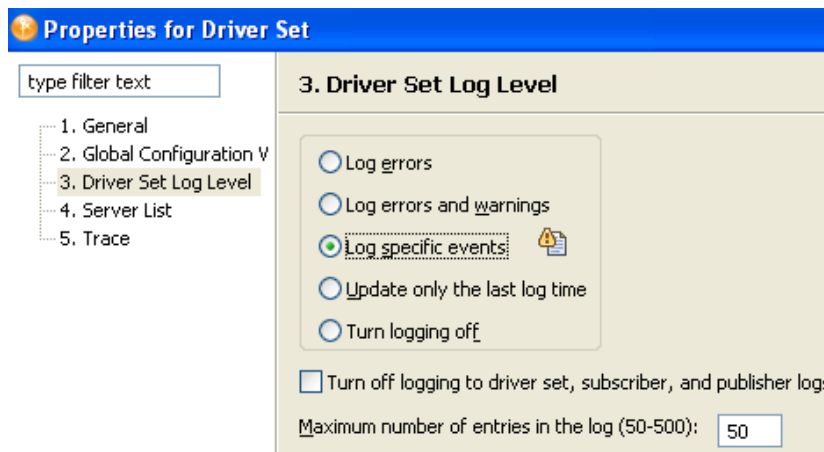 Properties for Driver Set
type filter text
1. General
2. Global Configuration V
3. Driver Set Log Level
4. Server List
5. Trace
3. Driver Set Log Level
Log errors
Log errors and warnings
Log specific events
Update only the last log time
Turn logging off
Turn off logging to driver set, subscriber, and publisher logs
Maximum number of entries in the log (50-500): 50